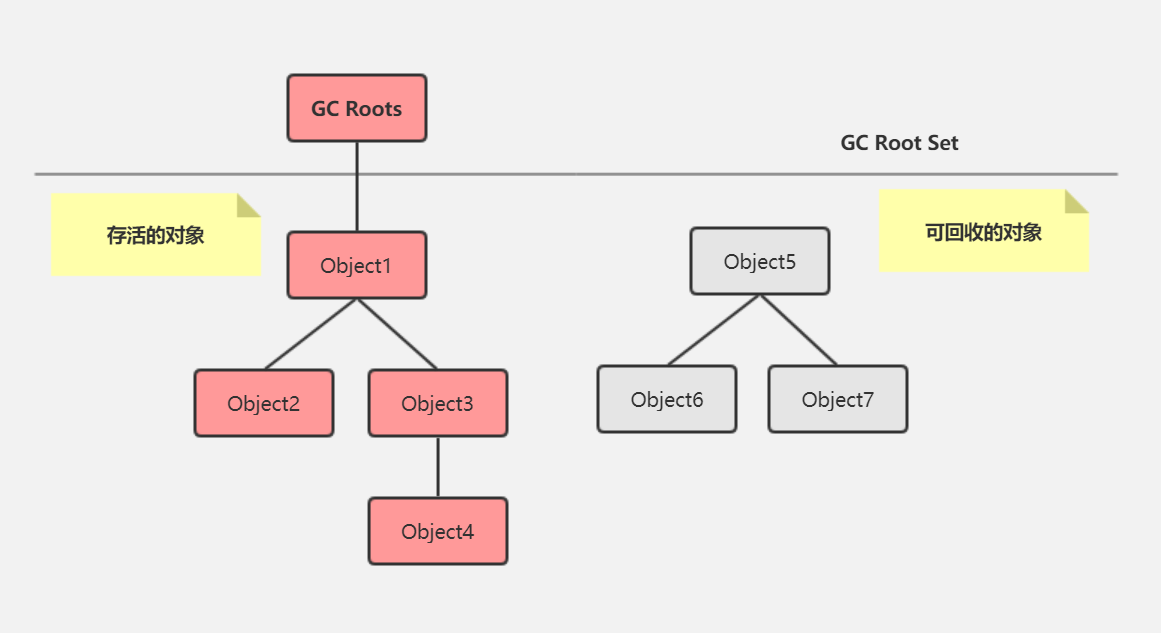 GC Roots
GC Root Set
存活的对象
可回收的对象
Object1
Object5
Object2
Object3
Object6
Object7
Object4